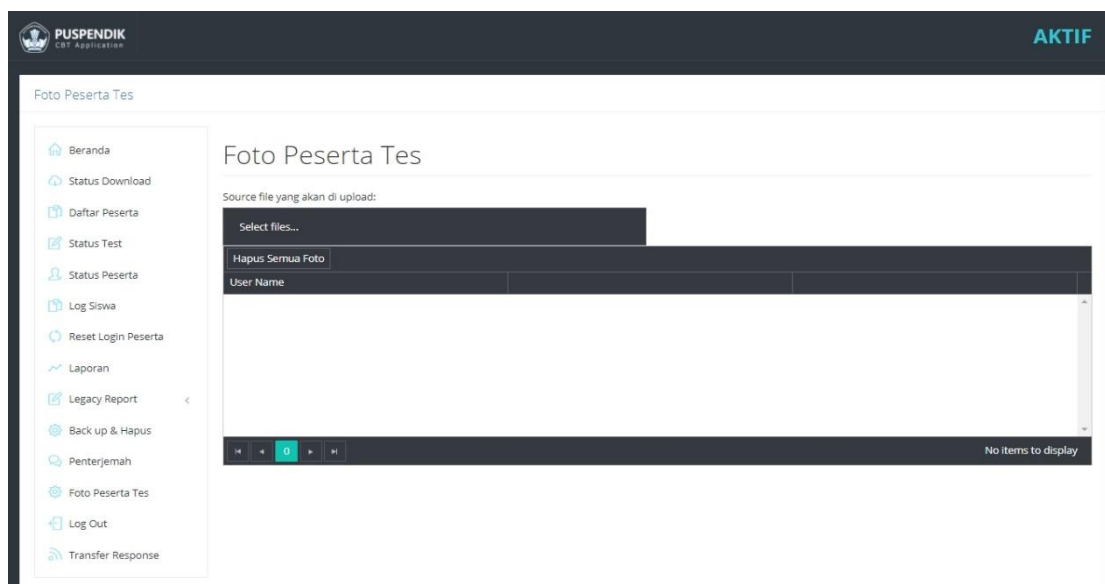 PUSPENDIK
CBT Application
AKTIF
Foto Peserta Tes
Beranda
Status Download
Daftar Peserta
Status Test
Status Peserta
Log Siswa
Reset Login Peserta
Laporan
Legacy Report
Back up & Hapus
Penterjemah
Foto Peserta Tes
Log Out
Transfer Response
Foto Peserta Tes
Source file yang akan di upload:
Select files...
Hapus Semua Foto
User Name
0
No items to display